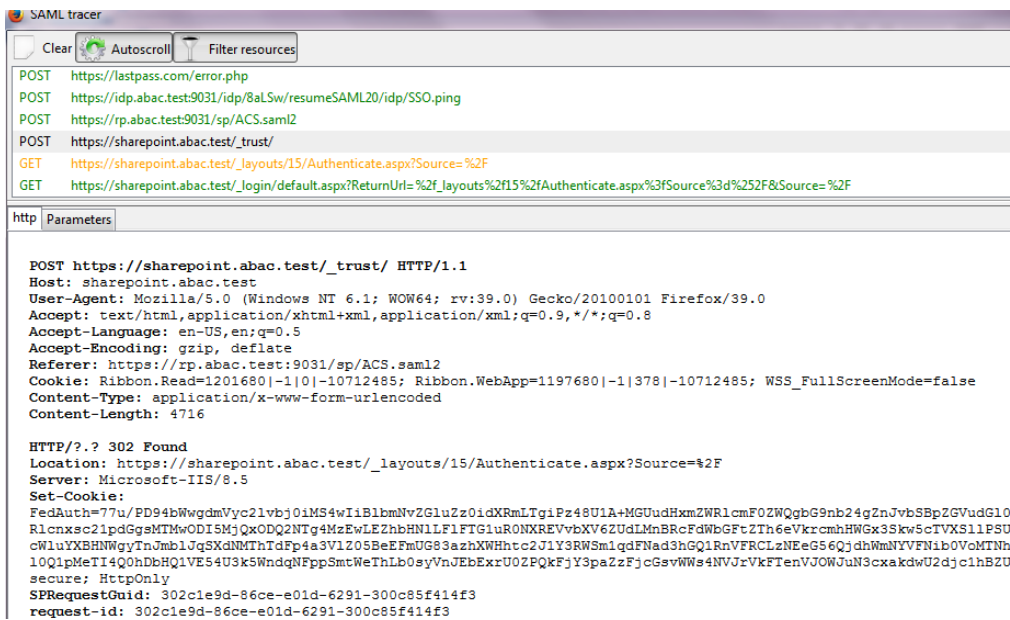 SAML tracer
Clear Autoscroll Filter resources
POST https://lastpass.com/error.php
POST https://idp.abac.test:9031/idp/8aLSw/resumeSAML20/idp/SSO.ping
POST https://rp.abac.test:9031/sp/ACS.saml2
POST https://sharepoint.abac.test/_trust/
GET https://sharepoint.abac.test/_layouts/15/Authenticate.aspx?Source=%2F
GET https://sharepoint.abac.test/_login/default.aspx?ReturnUrl=%2f_layouts%2f15%2fAuthenticate.aspx%3fSource%3d%252F&Source=%2F
http Parameters
POST https://sharepoint.abac.test/_trust/ HTTP/1.1
Host: sharepoint.abac.test
User-Agent: Mozilla/5.0 (Windows NT 6.1; WOW64; rv:39.0) Gecko/20100101 Firefox/39.0
Accept: text/html,application/xhtml+xml,application/xml;q=0.9,*/*;q=0.8
Accept-Language: en-US,en;q=0.5
Accept-Encoding: gzip, deflate
Referer: https://rp.abac.test:9031/sp/ACS.saml2
Cookie: Ribbon.Read=1201680|-1|0|-10712485; Ribbon.WebApp=1197680|-1|378|-10712485; WSS_FullScreenMode=false
Content-Type: application/x-www-form-urlencoded
Content-Length: 4716
HTTP/?.? 302 Found
Location: https://sharepoint.abac.test/_layouts/15/Authenticate.aspx?Source=%2F
Server: Microsoft-IIS/8.5
Set-Cookie:
secure; HttpOnly
SPRequestGuid: 302c1e9d-86ce-e01d-6291-300c85f414f3
request-id: 302c1e9d-86ce-e01d-6291-300c85f414f3